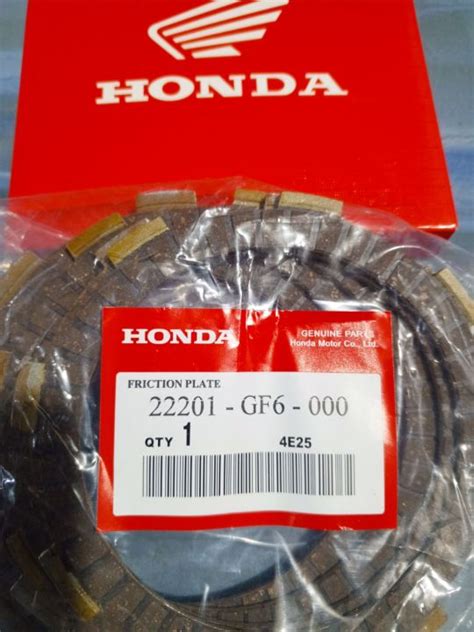 HONDA
HONDA
GENUINE PARTS
Honda Motor Co., Ltd.
FRICTION PLATE
22201 - GF6 - 000
QTY 1
4E25